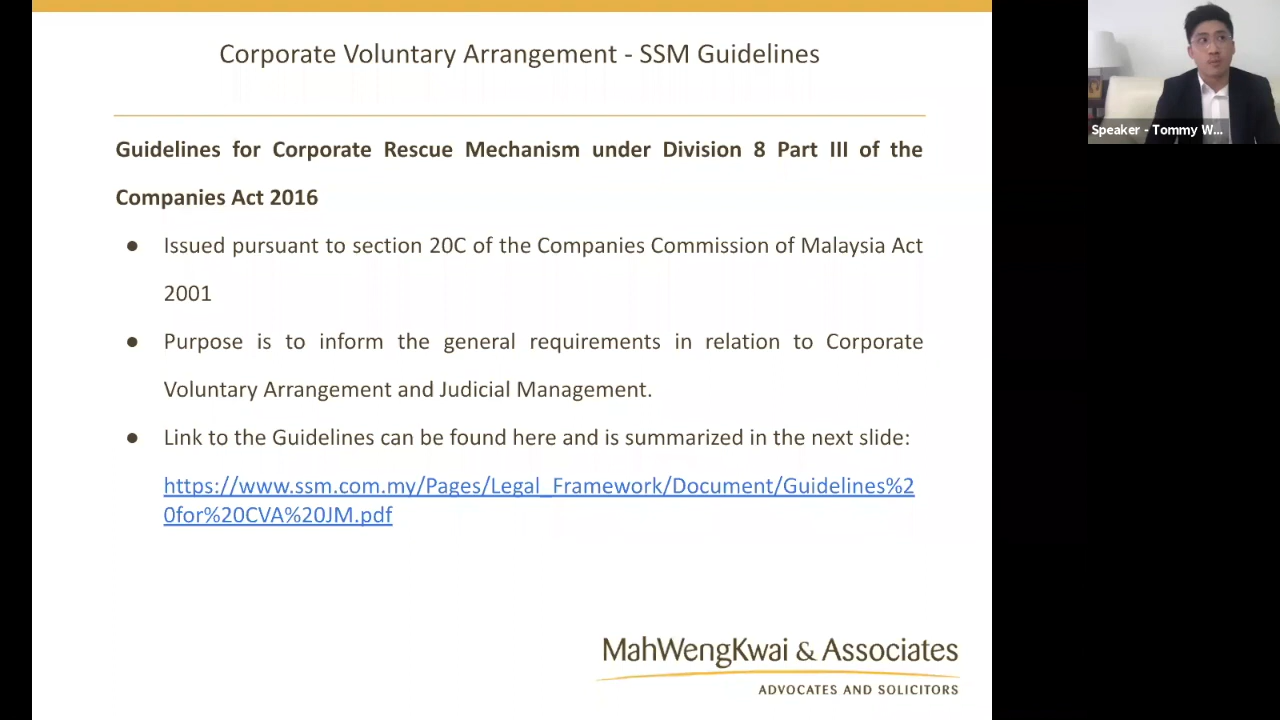 Corporate Voluntary Arrangement - SSM Guidelines
Guidelines for Corporate Rescue Mechanism under Division 8 Part III of the
Companies Act 2016
● Issued pursuant to section 20C of the Companies Commission of Malaysia Act
2001
● Purpose is to inform the general requirements in relation to Corporate
Voluntary Arrangement and Judicial Management.
● Link to the Guidelines can be found here and is summarized in the next slide:
https://www.ssm.com.my/Pages/Legal_Framework/Document/Guidelines%2
0for%20CVA%20JM.pdf
MahWengKwai & Associates
ADVOCATES AND SOLICITORS
Speaker - Tommy W...